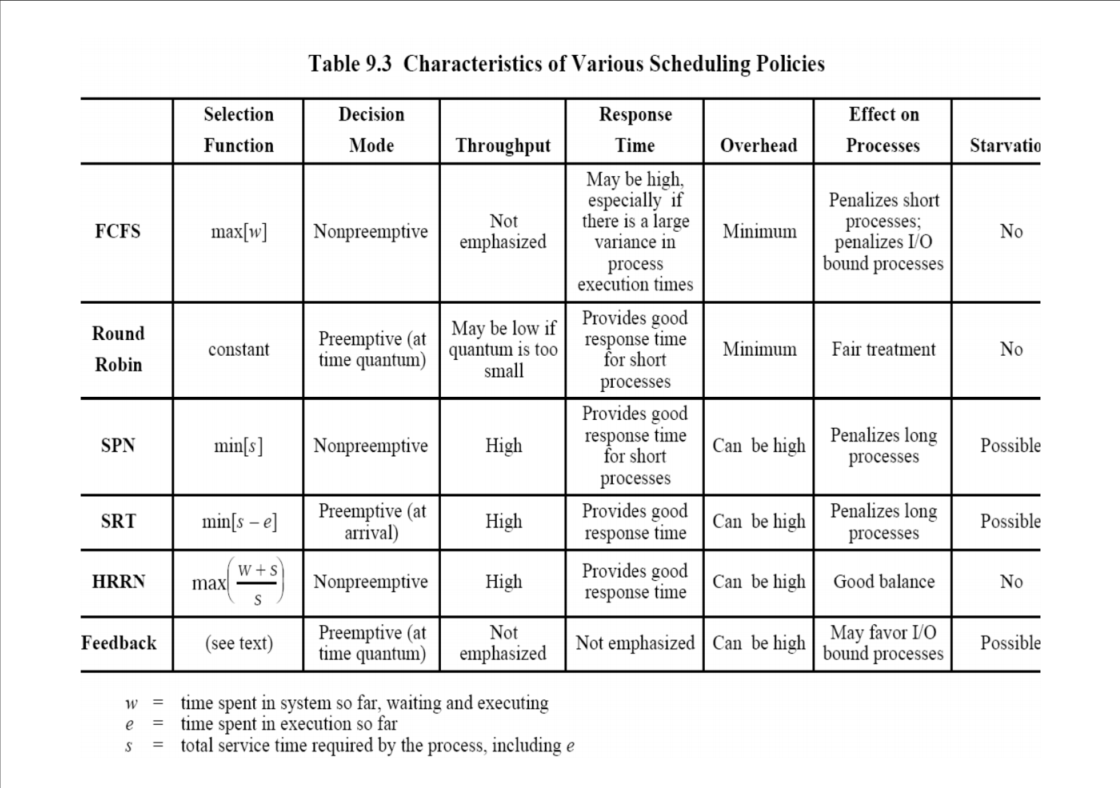 Table 9.3 Characteristics of Various Scheduling Policies
Selection Function | Decision Mode | Throughput | Response Time | Overhead | Effect on Processes | Starvatio
FCFS | max[w] | Nonpreemptive | Not emphasized | May be high, especially if there is a large variance in process execution times | Minimum | Penalizes short processes; penalizes I/O bound processes | No
Round Robin | constant | Preemptive (at time quantum) | May be low if quantum is too small | Provides good response time for short processes | Minimum | Fair treatment | No
SPN | min[s] | Nonpreemptive | High | Provides good response time for short processes | Can be high | Penalizes long processes | Possible
SRT | min[s – e] | Preemptive (at arrival) | High | Provides good response time | Can be high | Penalizes long processes | Possible
HRRN | max((w + s)/s) | Nonpreemptive | High | Provides good response time | Can be high | Good balance | No
Feedback | (see text) | Preemptive (at time quantum) | Not emphasized | Not emphasized | Can be high | May favor I/O bound processes | Possible
w = time spent in system so far, waiting and executing
e = time spent in execution so far
s = total service time required by the process, including e